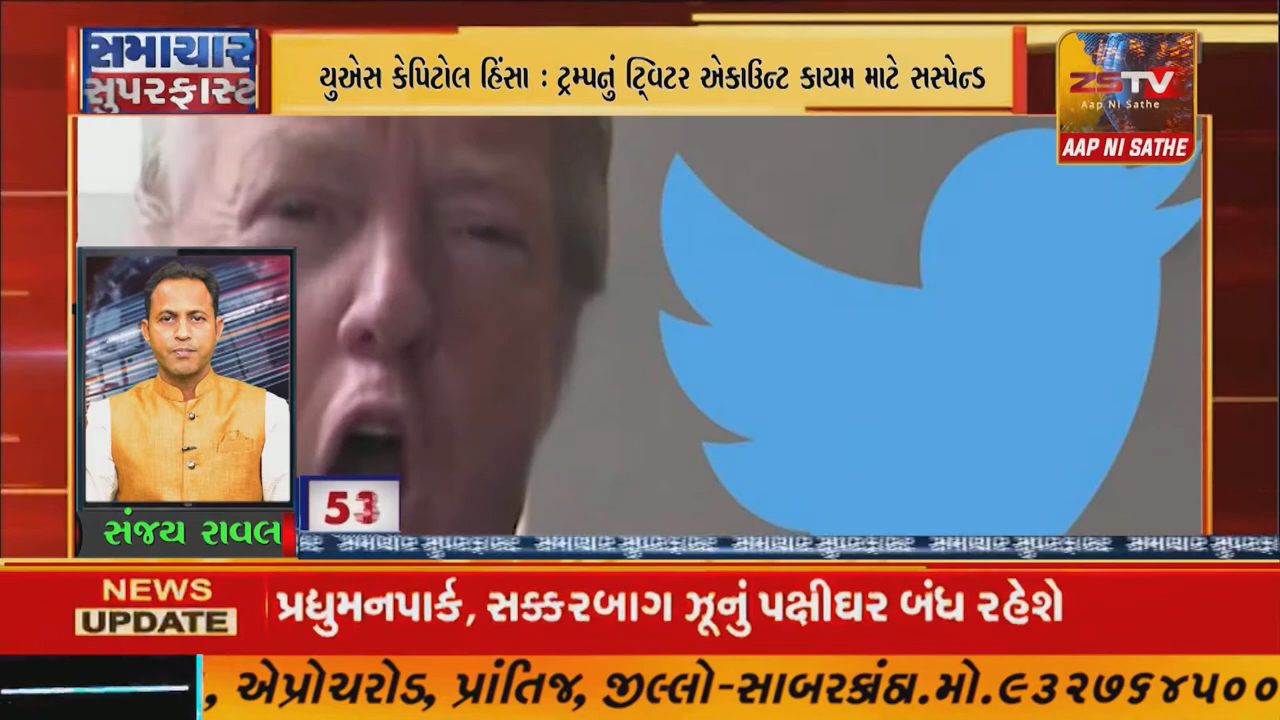 સમાચાર
સુપરફાસ્ટ
યુએસ કેપિટોલ હિંસા : ટ્રમ્પનું ટ્વિટર એકાઉન્ટ કાયમ માટે સસ્પેન્ડ
ZSTV
Aap Ni Sathe
AAP NI SATHE
53
સંજય રાવલ
NEWS
UPDATE
પ્રદ્યુમનપાર્ક, સક્કરબાગ ઝૂનું પક્ષીઘર બંધ રહેશે
, એપ્રોચરોડ, પ્રાંતિજ, જીલ્લો-સાબરકાંઠા.મો.૯૩૨૭૬૪૫૦૦